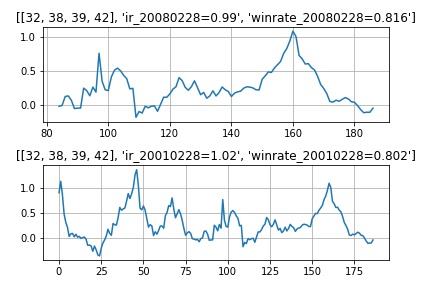 [[32, 38, 39, 42], 'ir_20080228=0.99', 'winrate_20080228=0.816']
1.0
0.5
0.0
80 100 120 140 160 180
[[32, 38, 39, 42], 'ir_20010228=1.02', 'winrate_20010228=0.802']
1.0
0.5
0.0
0 25 50 75 100 125 150 175